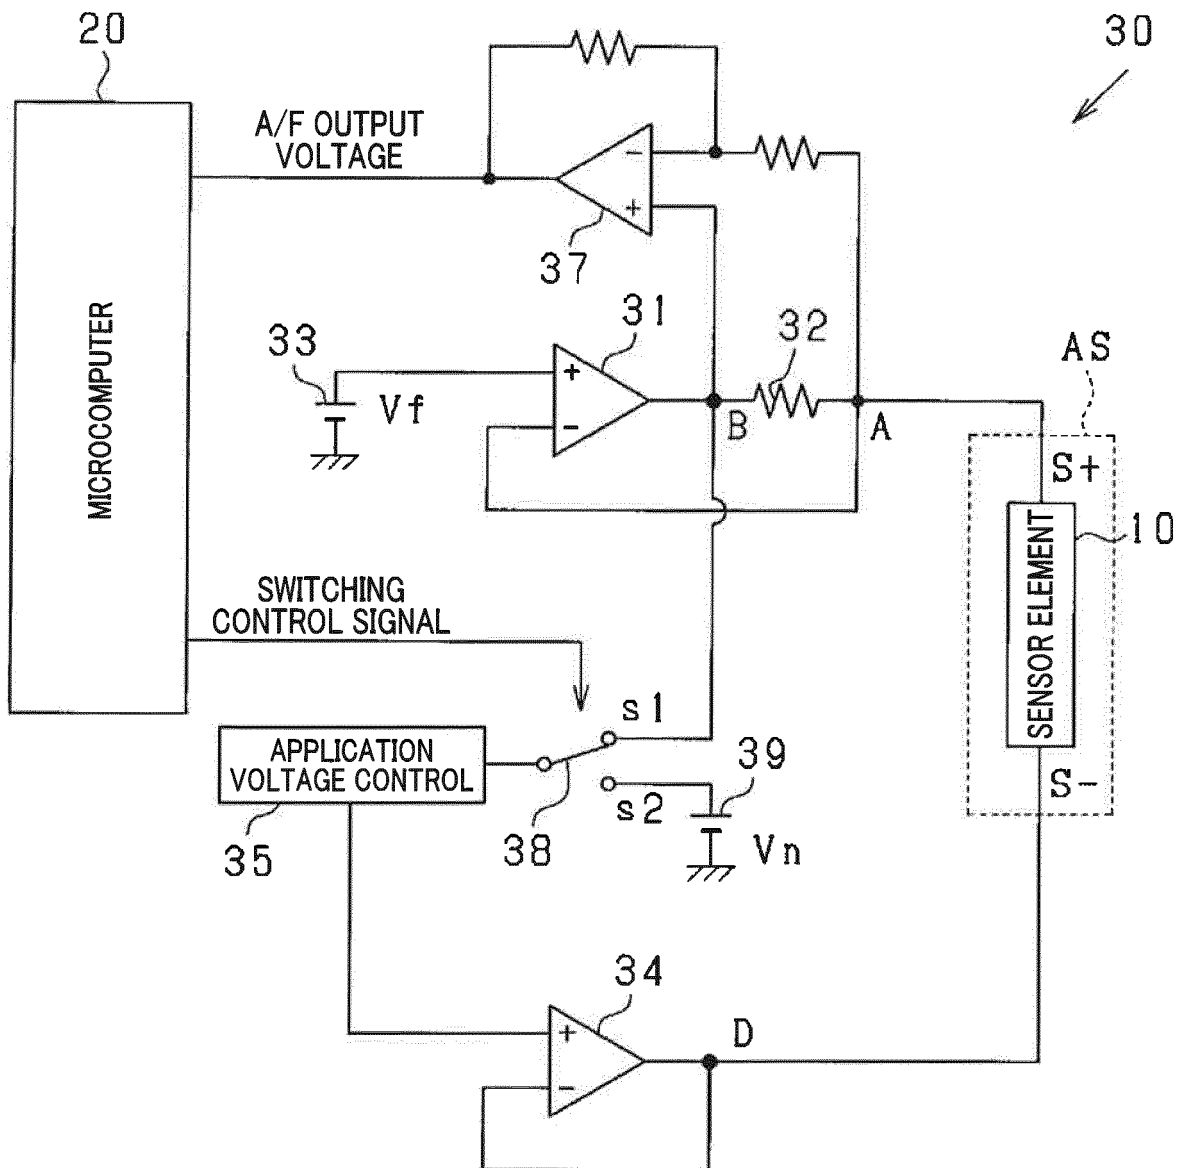 20
30
A/F OUTPUT
VOLTAGE
−
+
37
MICROCOMPUTER
33
Vf
31
+
−
32
B
A
AS
S+
SENSOR ELEMENT
10
S−
SWITCHING
CONTROL SIGNAL
s1
s2
APPLICATION
VOLTAGE CONTROL
35
38
39
Vn
34
+
−
D